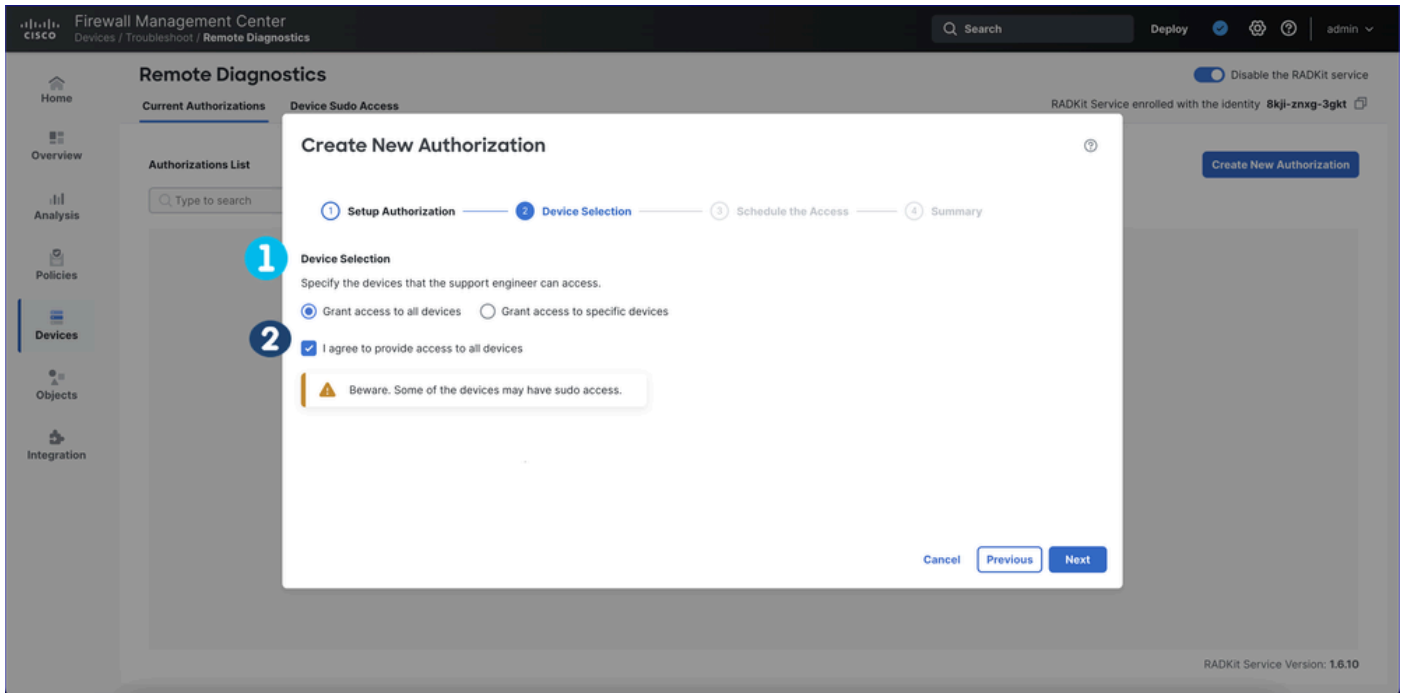 CISCO
Firewall Management Center
Devices / Troubleshoot / Remote Diagnostics
Search
Deploy
admin
Home
Overview
Analysis
Policies
Devices
Objects
Integration
Remote Diagnostics
Disable the RADKit service
Current Authorizations Device Sudo Access
RADKit Service enrolled with the identity 8kji-znxg-3gkt
Authorizations List
Create New Authorization
Type to search
Create New Authorization
1 Setup Authorization 2 Device Selection 3 Schedule the Access 4 Summary
1
Device Selection
Specify the devices that the support engineer can access.
Grant access to all devices Grant access to specific devices
2
I agree to provide access to all devices
Beware. Some of the devices may have sudo access.
Cancel Previous Next
RADKit Service Version: 1.6.10